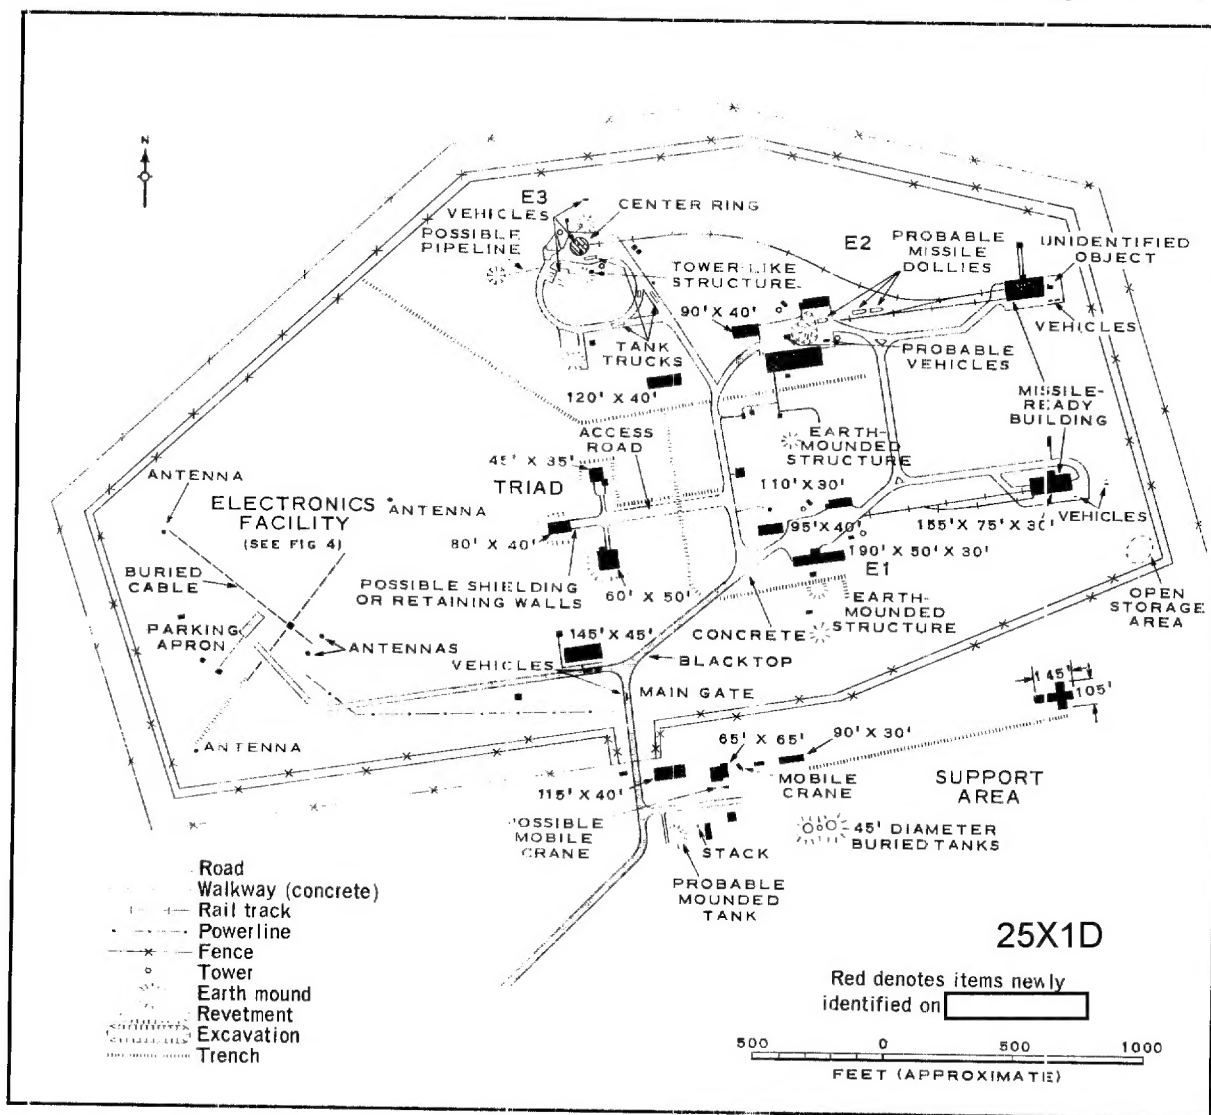 N
E3
VEHICLES
CENTER RING
POSSIBLE
PIPELINE
E2
PROBABLE
MISSILE
DOLLIES
UNIDENTIFIED
OBJECT
TOWER-LIKE
STRUCTURE
90' X 40'
VEHICLES
TANK
TRUCKS
PROBABLE
VEHICLES
120' X 40'
MISSILE-
READY
BUILDING
ACCESS
ROAD
EARTH-
MOUNDED
STRUCTURE
45' X 35'
TRIAD
ANTENNA
ELECTRONICS
FACILITY
(SEE FIG 4)
ANTENNA
110' X 30'
95' X 40'
155' X 75' X 30'
VEHICLES
80' X 40'
190' X 50' X 30'
E1
BURIED
CABLE
POSSIBLE SHIELDING
OR RETAINING WALLS
60' X 50'
EARTH-
MOUNDED
STRUCTURE
OPEN
STORAGE
AREA
PARKING
APRON
ANTENNAS
145' X 45'
CONCRETE
BLACKTOP
VEHICLES
MAIN GATE
145'
105'
ANTENNA
65' X 65'
90' X 30'
115' X 40'
MOBILE
CRANE
SUPPORT
AREA
OSSIBLE
MOBILE
CRANE
STACK
45' DIAMETER
BURIED TANKS
PROBABLE
MOUNDED
TANK
Road
Walkway (concrete)
Rail track
Powerline
Fence
Tower
Earth mound
Revetment
Excavation
Trench
25X1D
Red denotes items newly
identified on
500 0 500 1000
FEET (APPROXIMATE)